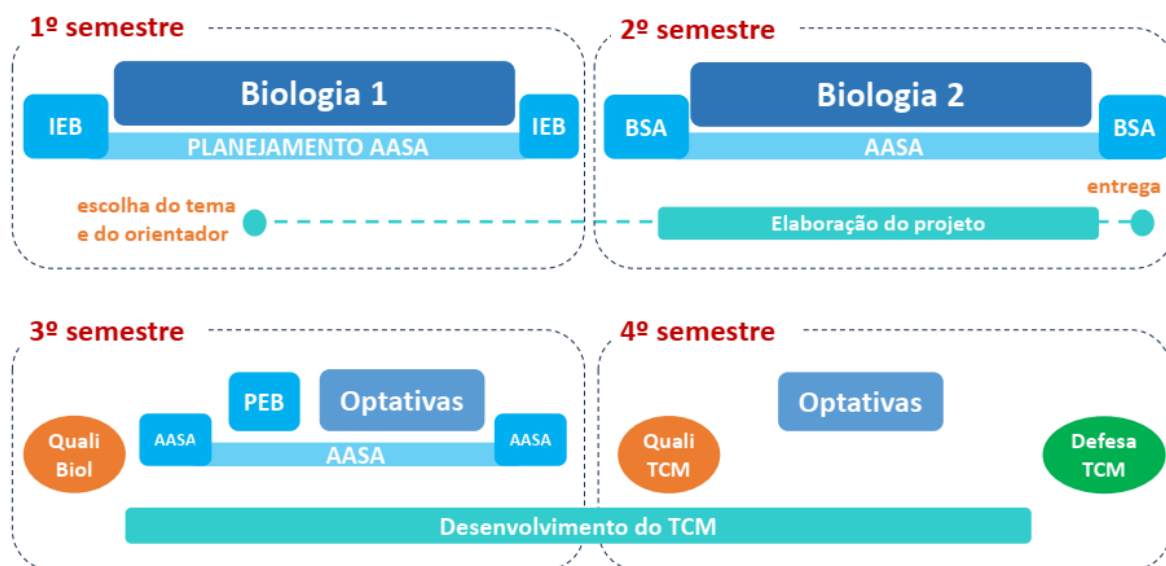 1º semestre
Biologia 1
IEB
IEB
PLANEJAMENTO AASA
escolha do tema
e do orientador
2º semestre
Biologia 2
BSA
BSA
AASA
entrega
Elaboração do projeto
3º semestre
PEB
Optativas
Quali
Biol
AASA
AASA
AASA
4º semestre
Optativas
Quali
TCM
Defesa
TCM
Desenvolvimento do TCM